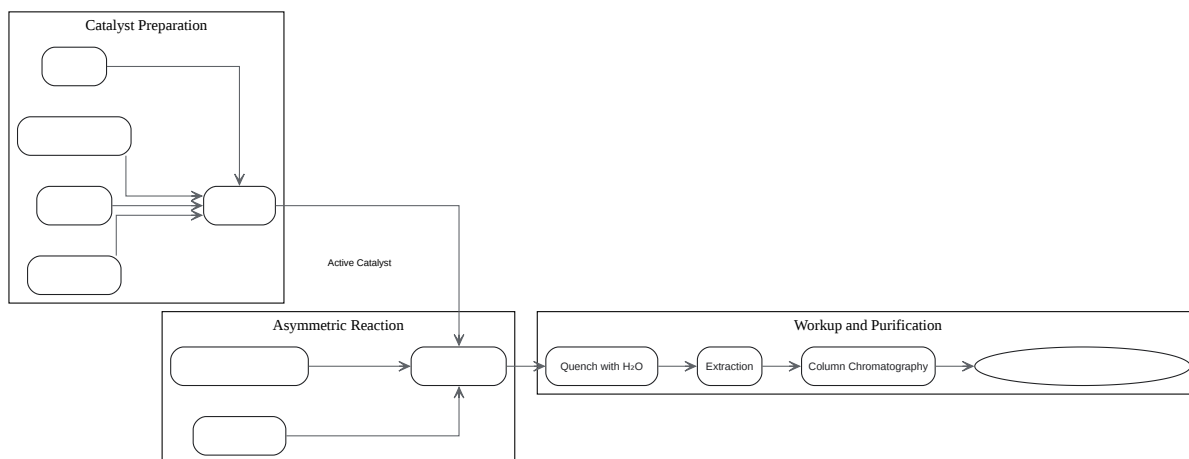 Catalyst Preparation
Active Catalyst
Asymmetric Reaction
Workup and Purification
Quench with H₂O
Extraction
Column Chromatography